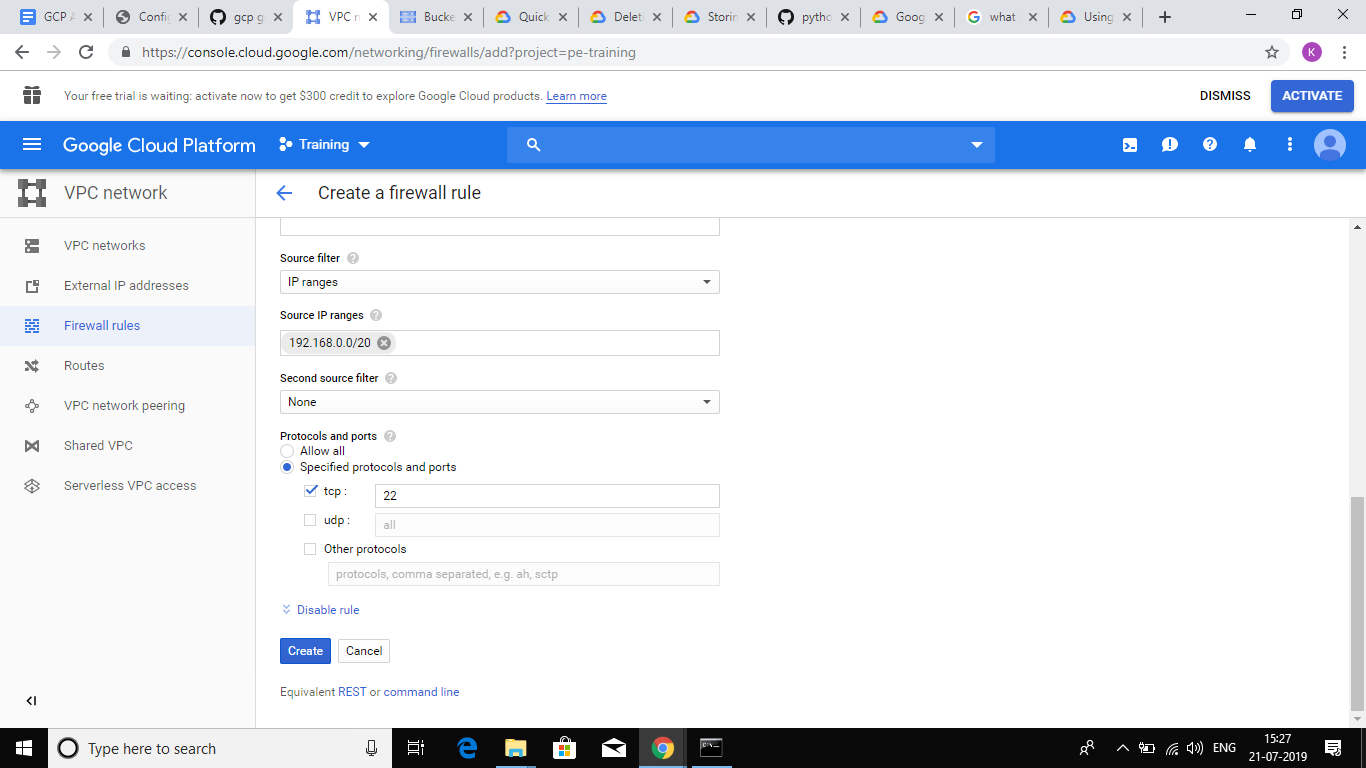 GCP A
Config
gcp g
VPC n
Bucke
Quick
Delet
Storin
pytho
Goog
what
Using
https://console.cloud.google.com/networking/firewalls/add?project=pe-training
K
Your free trial is waiting: activate now to get $300 credit to explore Google Cloud products. Learn more
DISMISS
ACTIVATE
Google Cloud Platform
Training
VPC network
Create a firewall rule
VPC networks
External IP addresses
Firewall rules
Routes
VPC network peering
Shared VPC
Serverless VPC access
Source filter
IP ranges
Source IP ranges
192.168.0.0/20
Second source filter
None
Protocols and ports
Allow all
Specified protocols and ports
tcp :
22
udp :
all
Other protocols
protocols, comma separated, e.g. ah, sctp
Disable rule
Create
Cancel
Equivalent REST or command line
Type here to search
ENG
15:27
21-07-2019